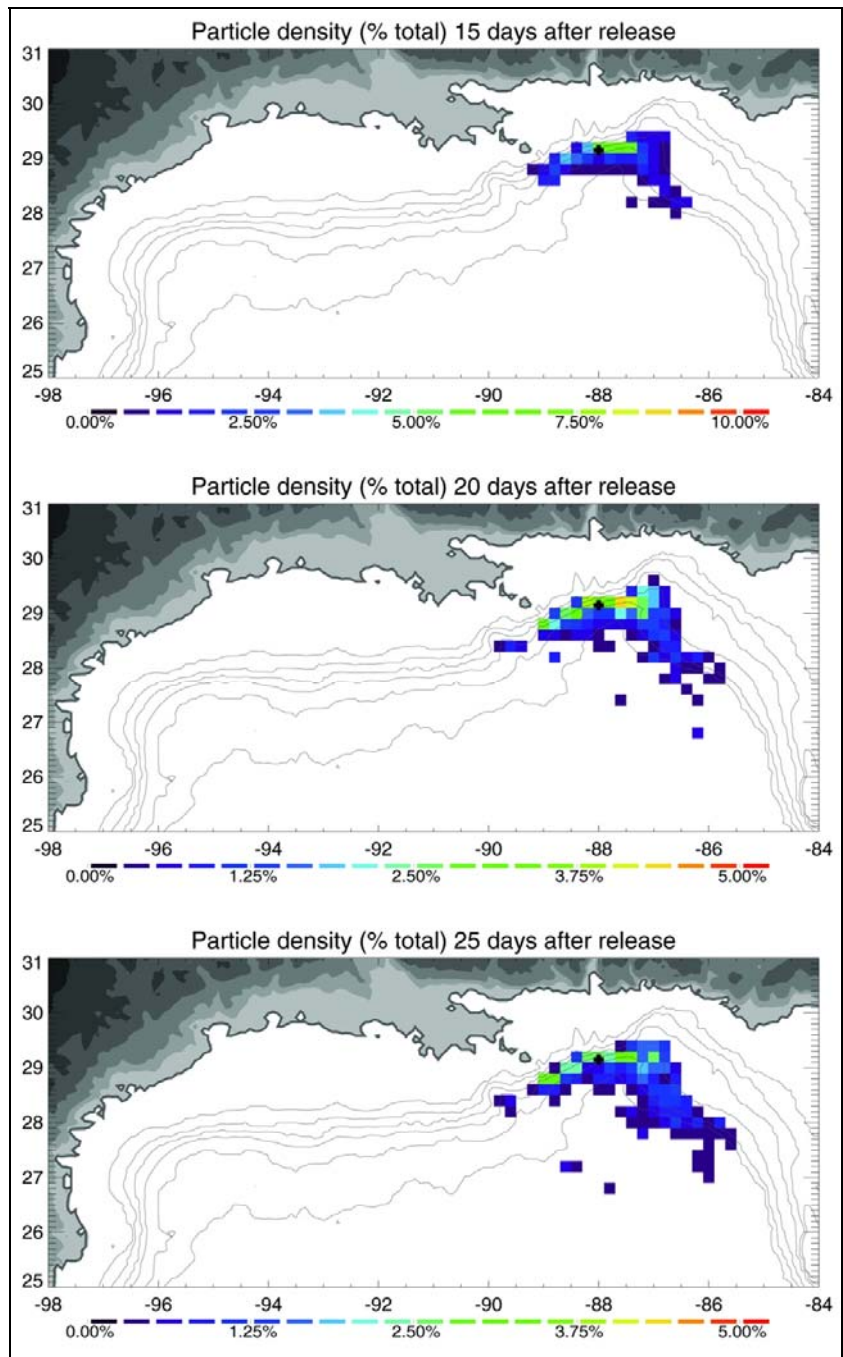 Particle density (% total) 15 days after release
31
30
29
28
27
26
25
-98 -96 -94 -92 -90 -88 -86 -84
0.00% 2.50% 5.00% 7.50% 10.00%
Particle density (% total) 20 days after release
31
30
29
28
27
26
25
-98 -96 -94 -92 -90 -88 -86 -84
0.00% 1.25% 2.50% 3.75% 5.00%
Particle density (% total) 25 days after release
31
30
29
28
27
26
25
-98 -96 -94 -92 -90 -88 -86 -84
0.00% 1.25% 2.50% 3.75% 5.00%